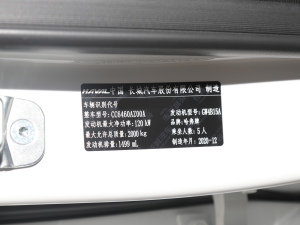 HAVAL 中国 长城汽车股份有限公司 制造
车辆识别代号
整车型号: CC6460AZ00A 发动机型号: GW4B15A
发动机最大净功率: 120 kW 品牌: 哈弗牌
最大允许总质量: 2000 kg 乘坐人数: 5人
发动机排量: 1499 mL 制造年月: 2020-12